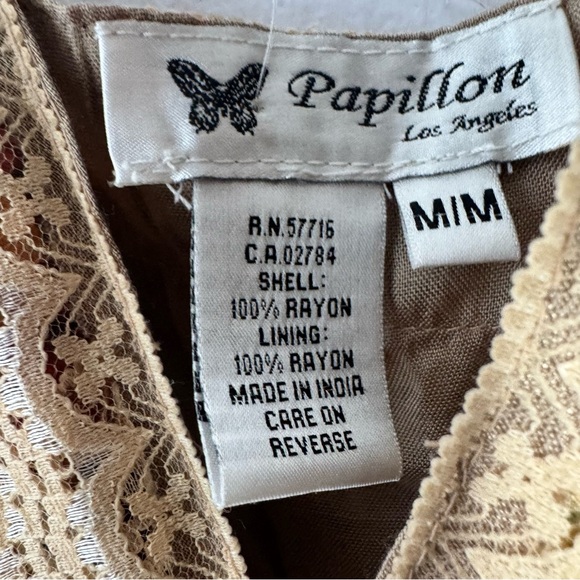 Papillon
Los Angeles
M/M
R.N.57716
C.A.02784
SHELL:
100% RAYON
LINING:
100% RAYON
MADE IN INDIA
CARE ON
REVERSE